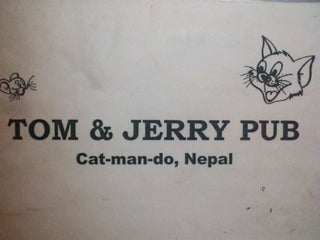 TOM & JERRY PUB
Cat-man-do, Nepal